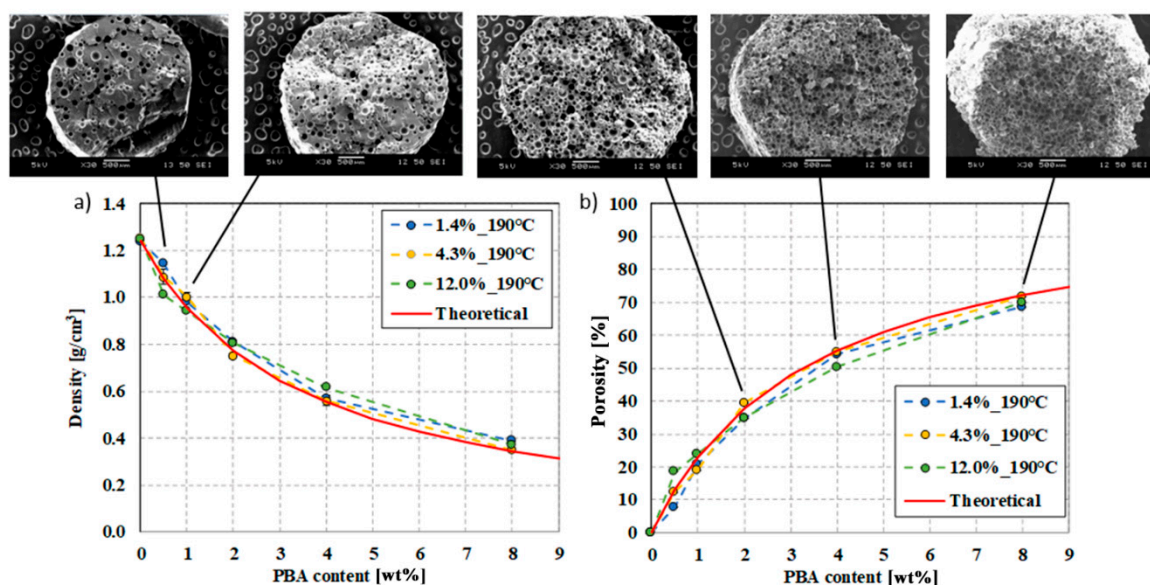 5kV X30 500mm 13 50 SEI
5kV X30 500mm 12 50 SEI
5kV X30 500mm 12 50 SEI
5kV X30 500mm 12 50 SEI
5kV X30 500mm 12 50 SEI
a)
1.4
1.2
1.0
0.8
0.6
0.4
0.2
0.0
Density [g/cm³]
1.4%_190°C
4.3%_190°C
12.0%_190°C
Theoretical
0 1 2 3 4 5 6 7 8 9
PBA content [wt%]
b)
100
90
80
70
60
50
40
30
20
10
0
Porosity [%]
1.4%_190°C
4.3%_190°C
12.0%_190°C
Theoretical
0 1 2 3 4 5 6 7 8 9
PBA content [wt%]